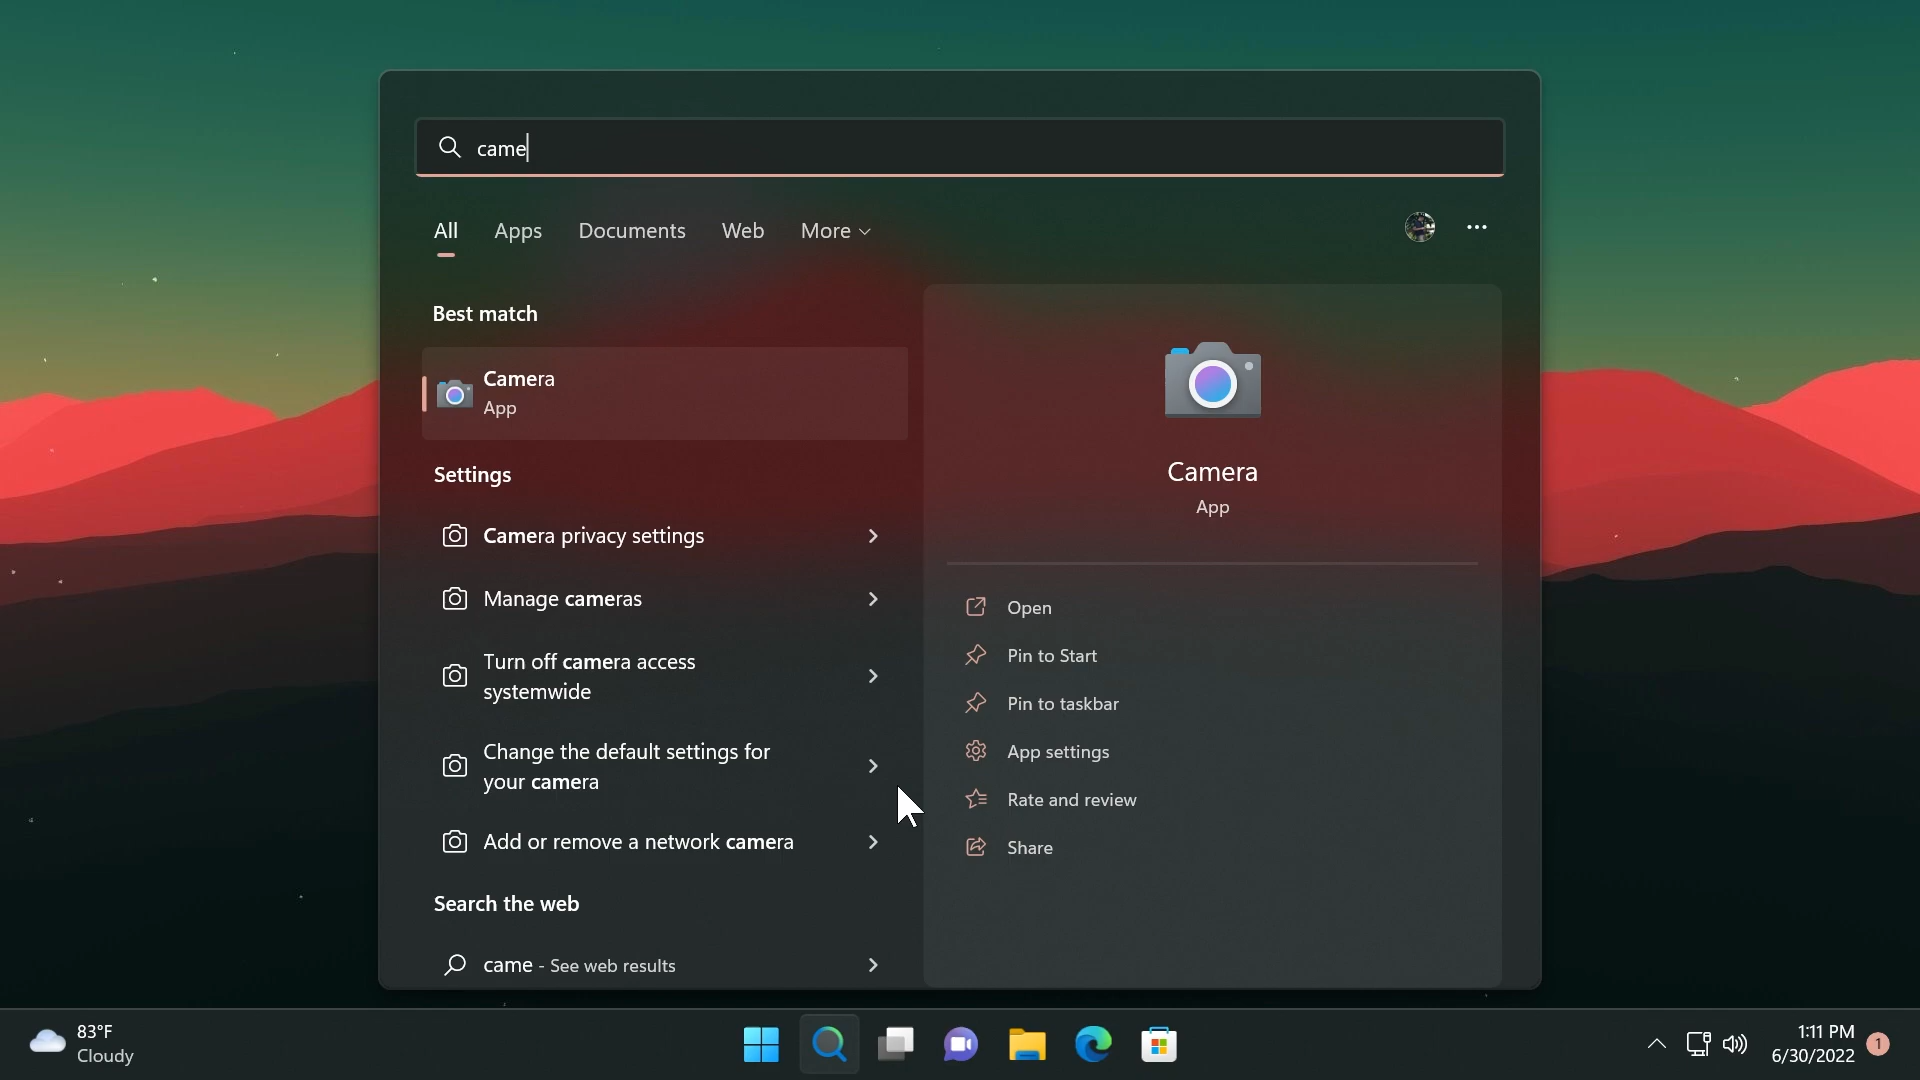 came
All Apps Documents Web More
Best match
Camera
App
Settings
Camera privacy settings
Manage cameras
Turn off camera access
systemwide
Change the default settings for
your camera
Add or remove a network camera
Search the web
came - See web results
Camera
App
Open
Pin to Start
Pin to taskbar
App settings
Rate and review
Share
83°F
Cloudy
1:11 PM
6/30/2022
1